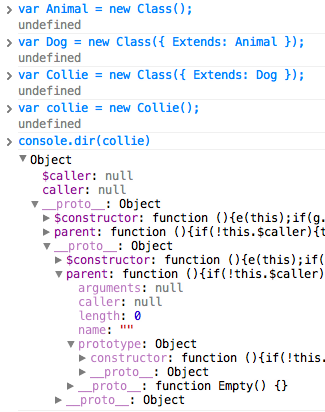 var Animal = new Class();
undefined
var Dog = new Class({ Extends: Animal });
undefined
var Collie = new Class({ Extends: Dog });
undefined
var collie = new Collie();
undefined
console.dir(collie)
Object
$caller: null
caller: null
__proto__: Object
$constructor: function (){e(this);if(g.
parent: function (){if(!this.$caller){t
__proto__: Object
$constructor: function (){e(this);if(
parent: function (){if(!this.$caller)
arguments: null
caller: null
length: 0
name: ""
prototype: Object
constructor: function (){if(!this.
__proto__: Object
__proto__: function Empty() {}
__proto__: Object